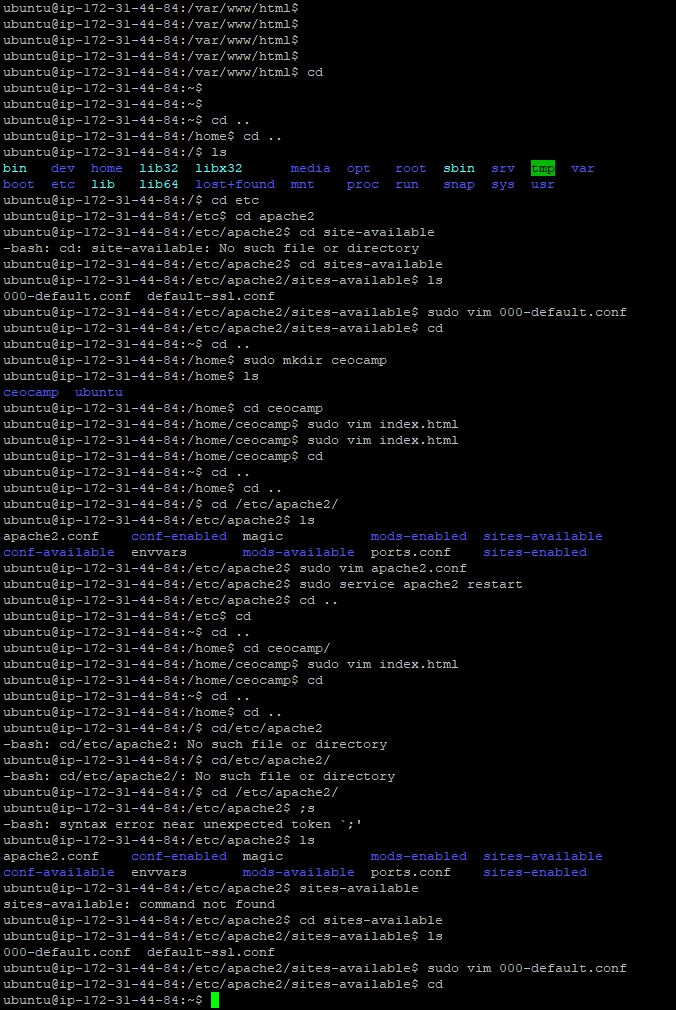 ubuntu@ip-172-31-44-84:/var/www/html$
ubuntu@ip-172-31-44-84:/var/www/html$
ubuntu@ip-172-31-44-84:/var/www/html$
ubuntu@ip-172-31-44-84:/var/www/html$
ubuntu@ip-172-31-44-84:/var/www/html$ cd
ubuntu@ip-172-31-44-84:~$
ubuntu@ip-172-31-44-84:~$
ubuntu@ip-172-31-44-84:~$ cd ..
ubuntu@ip-172-31-44-84:/home$ cd ..
ubuntu@ip-172-31-44-84:/$ ls
bin   dev  home  lib32  libx32      media  opt   root  sbin  srv  tmp  var
boot  etc  lib   lib64  lost+found  mnt    proc  run   snap  sys  usr
ubuntu@ip-172-31-44-84:/$ cd etc
ubuntu@ip-172-31-44-84:/etc$ cd apache2
ubuntu@ip-172-31-44-84:/etc/apache2$ cd site-available
-bash: cd: site-available: No such file or directory
ubuntu@ip-172-31-44-84:/etc/apache2$ cd sites-available
ubuntu@ip-172-31-44-84:/etc/apache2/sites-available$ ls
000-default.conf  default-ssl.conf
ubuntu@ip-172-31-44-84:/etc/apache2/sites-available$ sudo vim 000-default.conf
ubuntu@ip-172-31-44-84:/etc/apache2/sites-available$ cd
ubuntu@ip-172-31-44-84:~$ cd ..
ubuntu@ip-172-31-44-84:/home$ sudo mkdir ceocamp
ubuntu@ip-172-31-44-84:/home$ ls
ceocamp  ubuntu
ubuntu@ip-172-31-44-84:/home$ cd ceocamp
ubuntu@ip-172-31-44-84:/home/ceocamp$ sudo vim index.html
ubuntu@ip-172-31-44-84:/home/ceocamp$ sudo vim index.html
ubuntu@ip-172-31-44-84:/home/ceocamp$ cd
ubuntu@ip-172-31-44-84:~$ cd ..
ubuntu@ip-172-31-44-84:/home$ cd ..
ubuntu@ip-172-31-44-84:/$ cd /etc/apache2/
ubuntu@ip-172-31-44-84:/etc/apache2$ ls
apache2.conf    conf-enabled  magic           mods-enabled  sites-available
conf-available  envvars       mods-available  ports.conf    sites-enabled
ubuntu@ip-172-31-44-84:/etc/apache2$ sudo vim apache2.conf
ubuntu@ip-172-31-44-84:/etc/apache2$ sudo service apache2 restart
ubuntu@ip-172-31-44-84:/etc/apache2$ cd ..
ubuntu@ip-172-31-44-84:/etc$ cd
ubuntu@ip-172-31-44-84:~$ cd ..
ubuntu@ip-172-31-44-84:/home$ cd ceocamp/
ubuntu@ip-172-31-44-84:/home/ceocamp$ sudo vim index.html
ubuntu@ip-172-31-44-84:/home/ceocamp$ cd
ubuntu@ip-172-31-44-84:~$ cd ..
ubuntu@ip-172-31-44-84:/home$ cd ..
ubuntu@ip-172-31-44-84:/$ cd/etc/apache2
-bash: cd/etc/apache2: No such file or directory
ubuntu@ip-172-31-44-84:/$ cd/etc/apache2/
-bash: cd/etc/apache2/: No such file or directory
ubuntu@ip-172-31-44-84:/$ cd /etc/apache2/
ubuntu@ip-172-31-44-84:/etc/apache2$ ;s
-bash: syntax error near unexpected token `;'
ubuntu@ip-172-31-44-84:/etc/apache2$ ls
apache2.conf    conf-enabled  magic           mods-enabled  sites-available
conf-available  envvars       mods-available  ports.conf    sites-enabled
ubuntu@ip-172-31-44-84:/etc/apache2$ sites-available
sites-available: command not found
ubuntu@ip-172-31-44-84:/etc/apache2$ cd sites-available
ubuntu@ip-172-31-44-84:/etc/apache2/sites-available$ ls
000-default.conf  default-ssl.conf
ubuntu@ip-172-31-44-84:/etc/apache2/sites-available$ sudo vim 000-default.conf
ubuntu@ip-172-31-44-84:/etc/apache2/sites-available$ cd
ubuntu@ip-172-31-44-84:~$